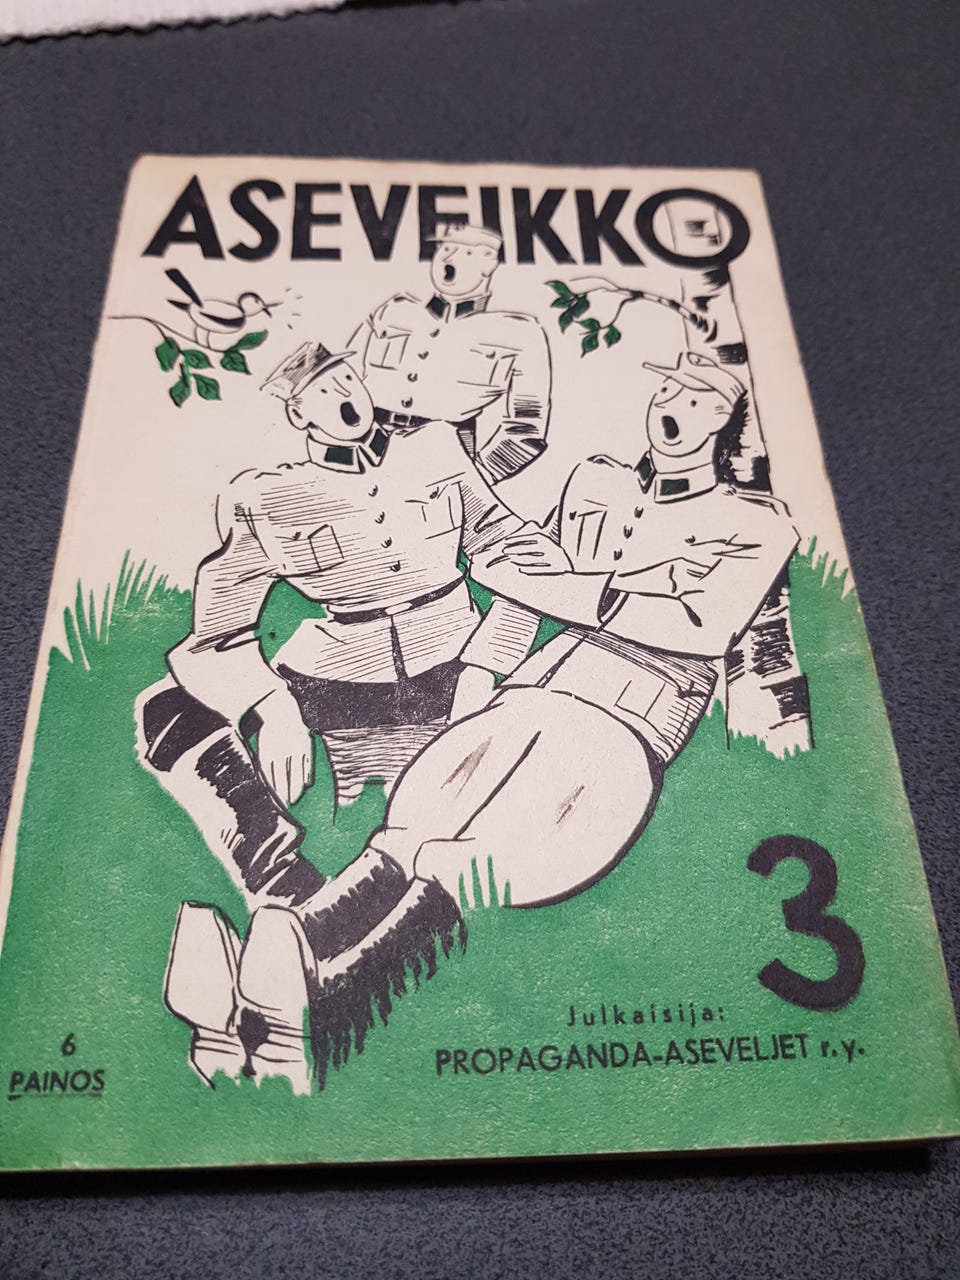 ASEVEIKKO
3
Julkaisija:
PROPAGANDA-ASEVELJET r.y.
6
PAINOS